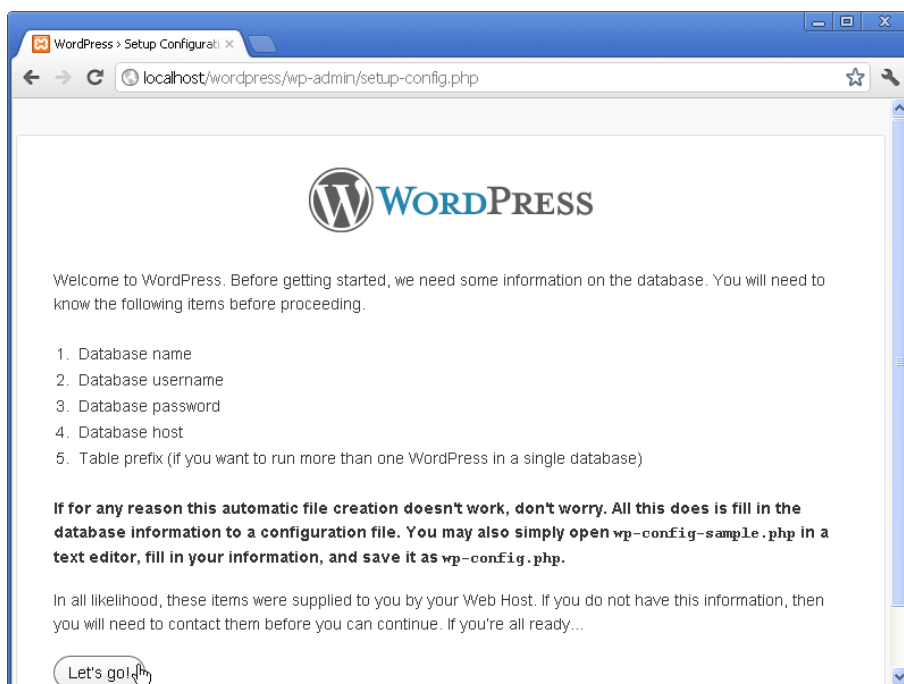 WordPress › Setup Configurati
localhost/wordpress/wp-admin/setup-config.php
WORDPRESS
Welcome to WordPress. Before getting started, we need some information on the database. You will need to
know the following items before proceeding.
1. Database name
2. Database username
3. Database password
4. Database host
5. Table prefix (if you want to run more than one WordPress in a single database)
If for any reason this automatic file creation doesn't work, don't worry. All this does is fill in the
database information to a configuration file. You may also simply open wp-config-sample.php in a
text editor, fill in your information, and save it as wp-config.php.
In all likelihood, these items were supplied to you by your Web Host. If you do not have this information, then
you will need to contact them before you can continue. If you're all ready...
Let's go!